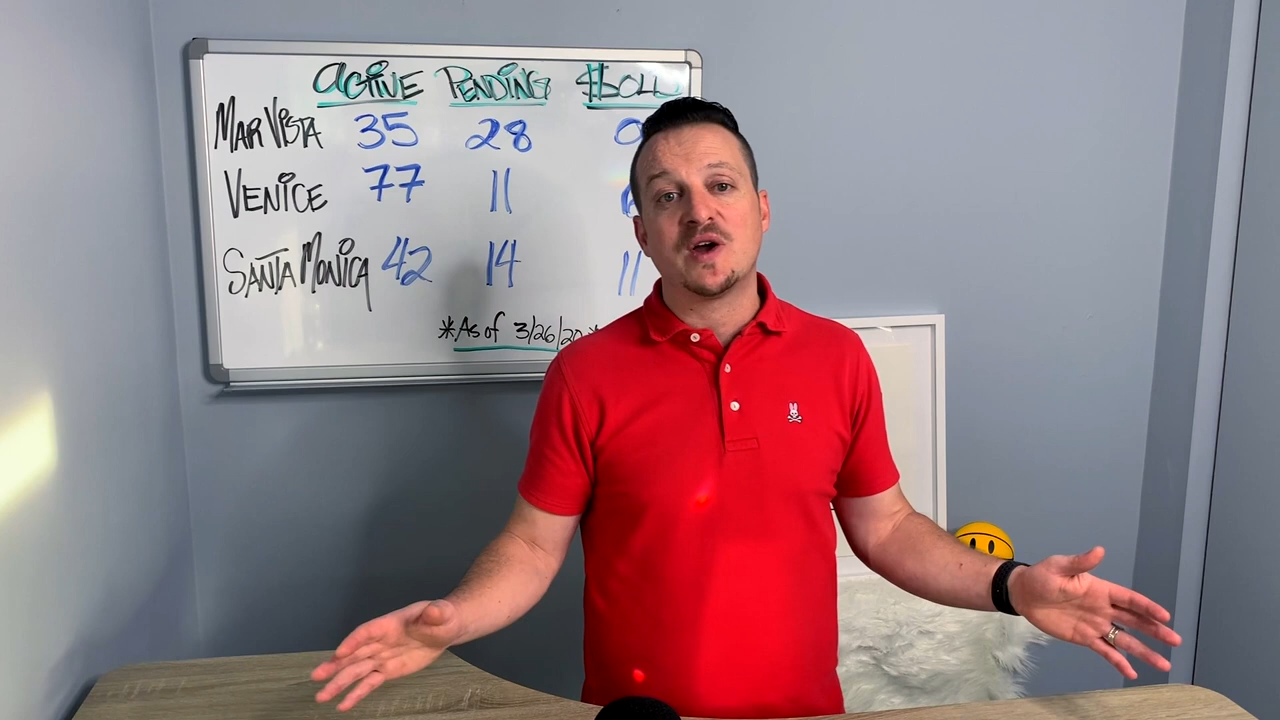 ACTIVE PENDING $SOLD
MAR VISTA 35 28
VENICE 77 11
SANTA MONICA 42 14 11
*As of 3/26/20*